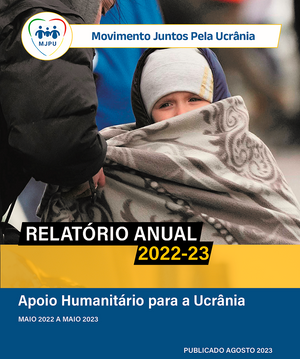 MJPU
Movimento Juntos Pela Ucrânia
RELATÓRIO ANUAL
2022-23
Apoio Humanitário para a Ucrânia
MAIO 2022 A MAIO 2023
PUBLICADO AGOSTO 2023